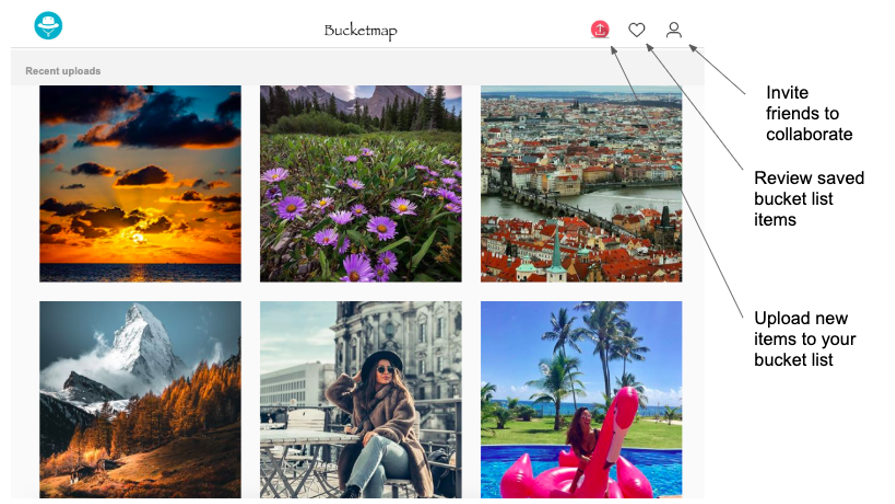 Bucketmap
Recent uploads
Invite
friends to
collaborate
Review saved
bucket list
items
Upload new
items to your
bucket list